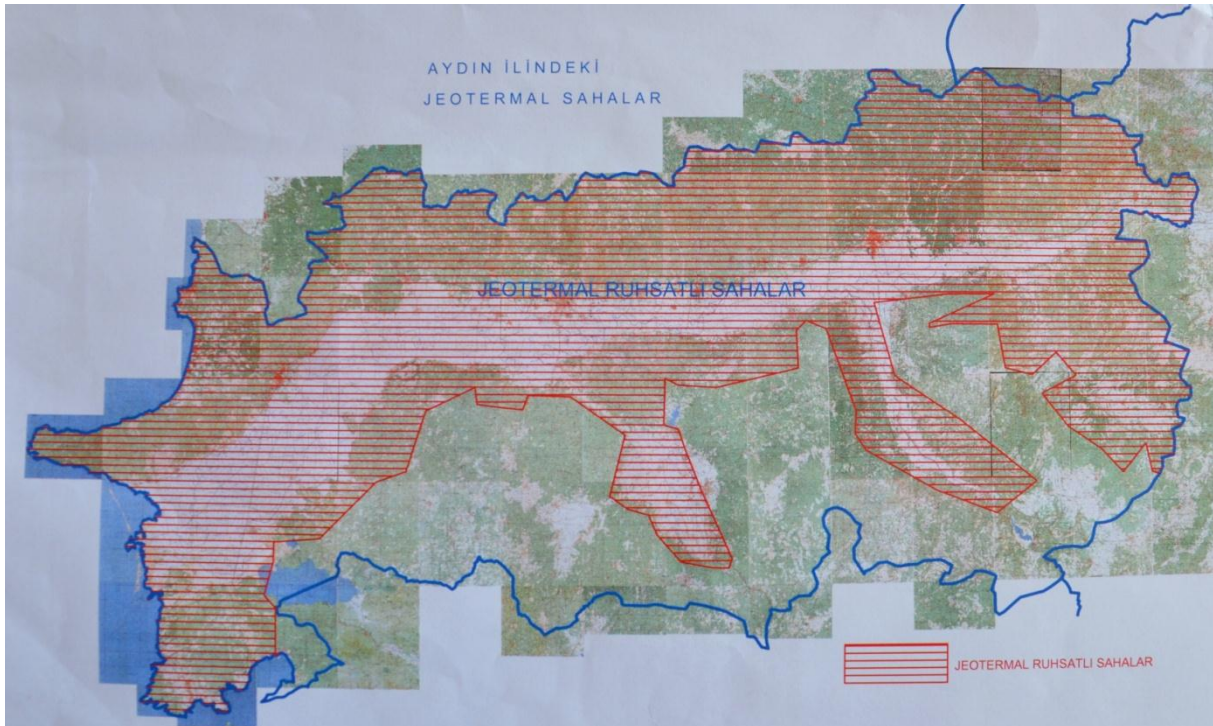 AYDIN İLİNDEKİ
JEOTERMAL SAHALAR
JEOTERMAL RUHSATLI SAHALAR
JEOTERMAL RUHSATLI SAHALAR